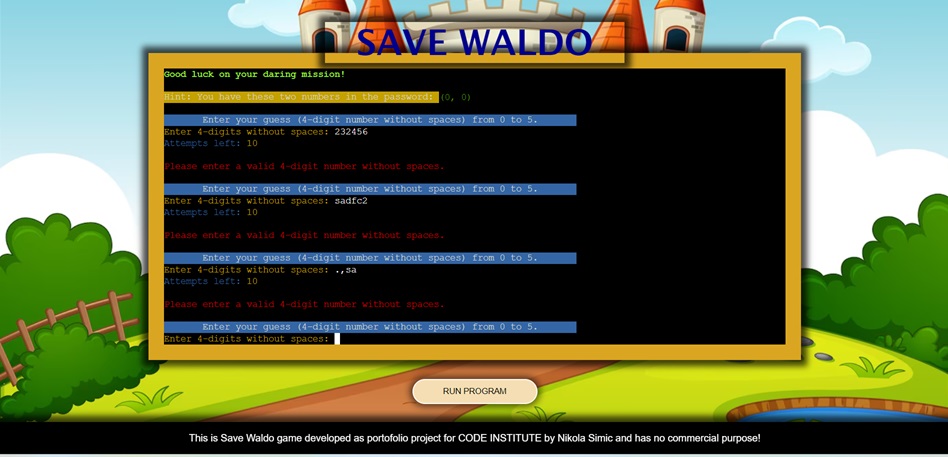 SAVE WALDO
Good luck on your daring mission!
Hint: You have these two numbers in the password: (0, 0)
Enter your guess (4-digit number without spaces) from 0 to 5.
Enter 4-digits without spaces: 232456
Attempts left: 10
Please enter a valid 4-digit number without spaces.
Enter your guess (4-digit number without spaces) from 0 to 5.
Enter 4-digits without spaces: sadfc2
Attempts left: 10
Please enter a valid 4-digit number without spaces.
Enter your guess (4-digit number without spaces) from 0 to 5.
Enter 4-digits without spaces: .,sa
Attempts left: 10
Please enter a valid 4-digit number without spaces.
Enter your guess (4-digit number without spaces) from 0 to 5.
Enter 4-digits without spaces:
RUN PROGRAM
This is Save Waldo game developed as portofolio project for CODE INSTITUTE by Nikola Simic and has no commercial purpose!